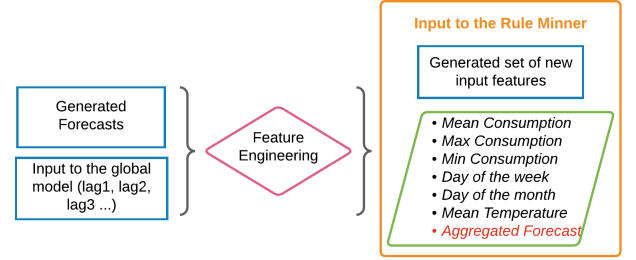 Generated
Forecasts
Input to the global
model (lag1, lag2,
lag3 ...)
Feature
Engineering
Input to the Rule Minner
Generated set of new
input features
• Mean Consumption
• Max Consumption
• Min Consumption
• Day of the week
• Day of the month
• Mean Temperature
• Aggregated Forecast